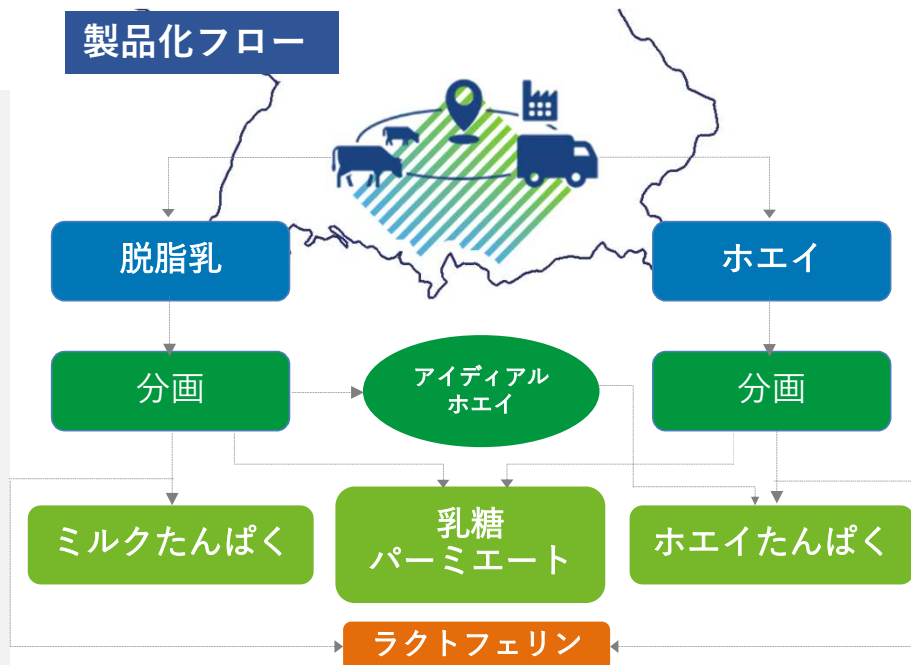 製品化フロー
脱脂乳
ホエイ
分画
アイディアル
ホエイ
分画
ミルクたんぱく
乳糖
パーミエート
ホエイたんぱく
ラクトフェリン